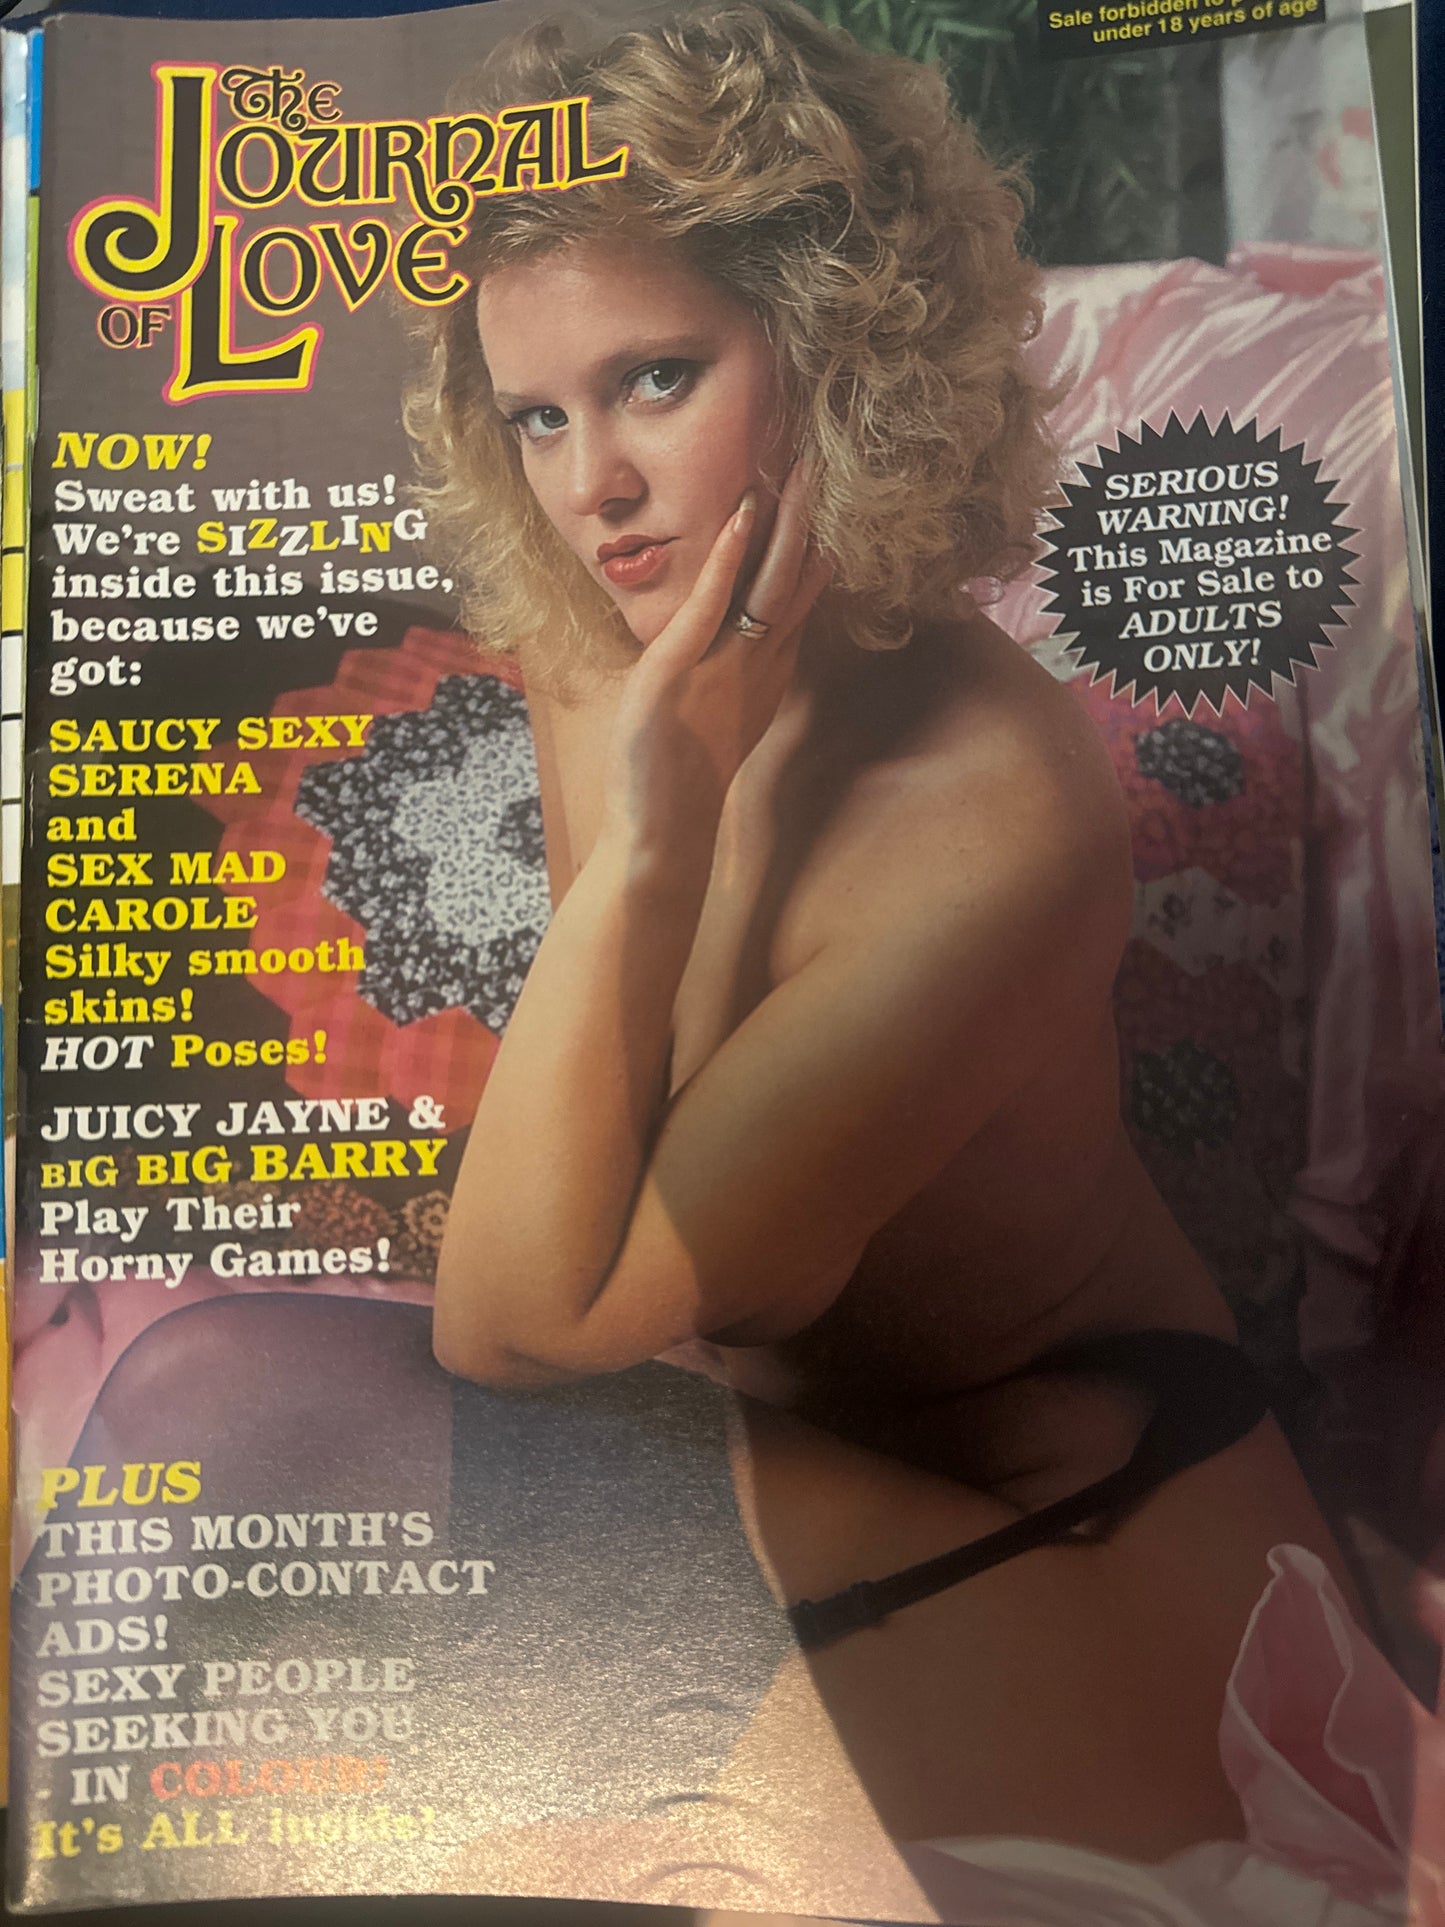 Sale forbidden to
under 18 years of age
The
Journal
of Love
NOW!
Sweat with us!
We're SIZZLING
inside this issue,
because we've
got:
SAUCY SEXY
SERENA
and
SEX MAD
CAROLE
Silky smooth
skins!
HOT Poses!
JUICY JAYNE &
BIG BIG BARRY
Play Their
Horny Games!
SERIOUS
WARNING!
This Magazine
is For Sale to
ADULTS
ONLY!
PLUS
THIS MONTH'S
PHOTO-CONTACT
ADS!
SEXY PEOPLE
SEEKING YOU
- IN COLOUR!
It's ALL inside!